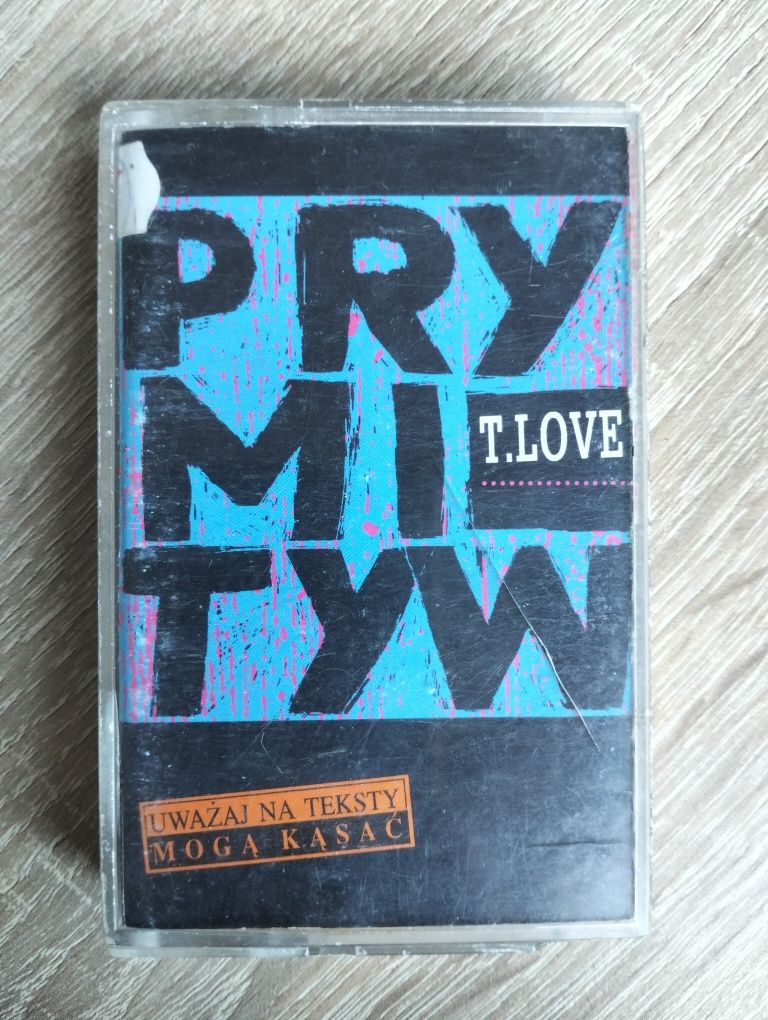 PRY
MI
T.LOVE
TYW
UWAŻAJ NA TEKSTY
MOGĄ KĄSAĆ